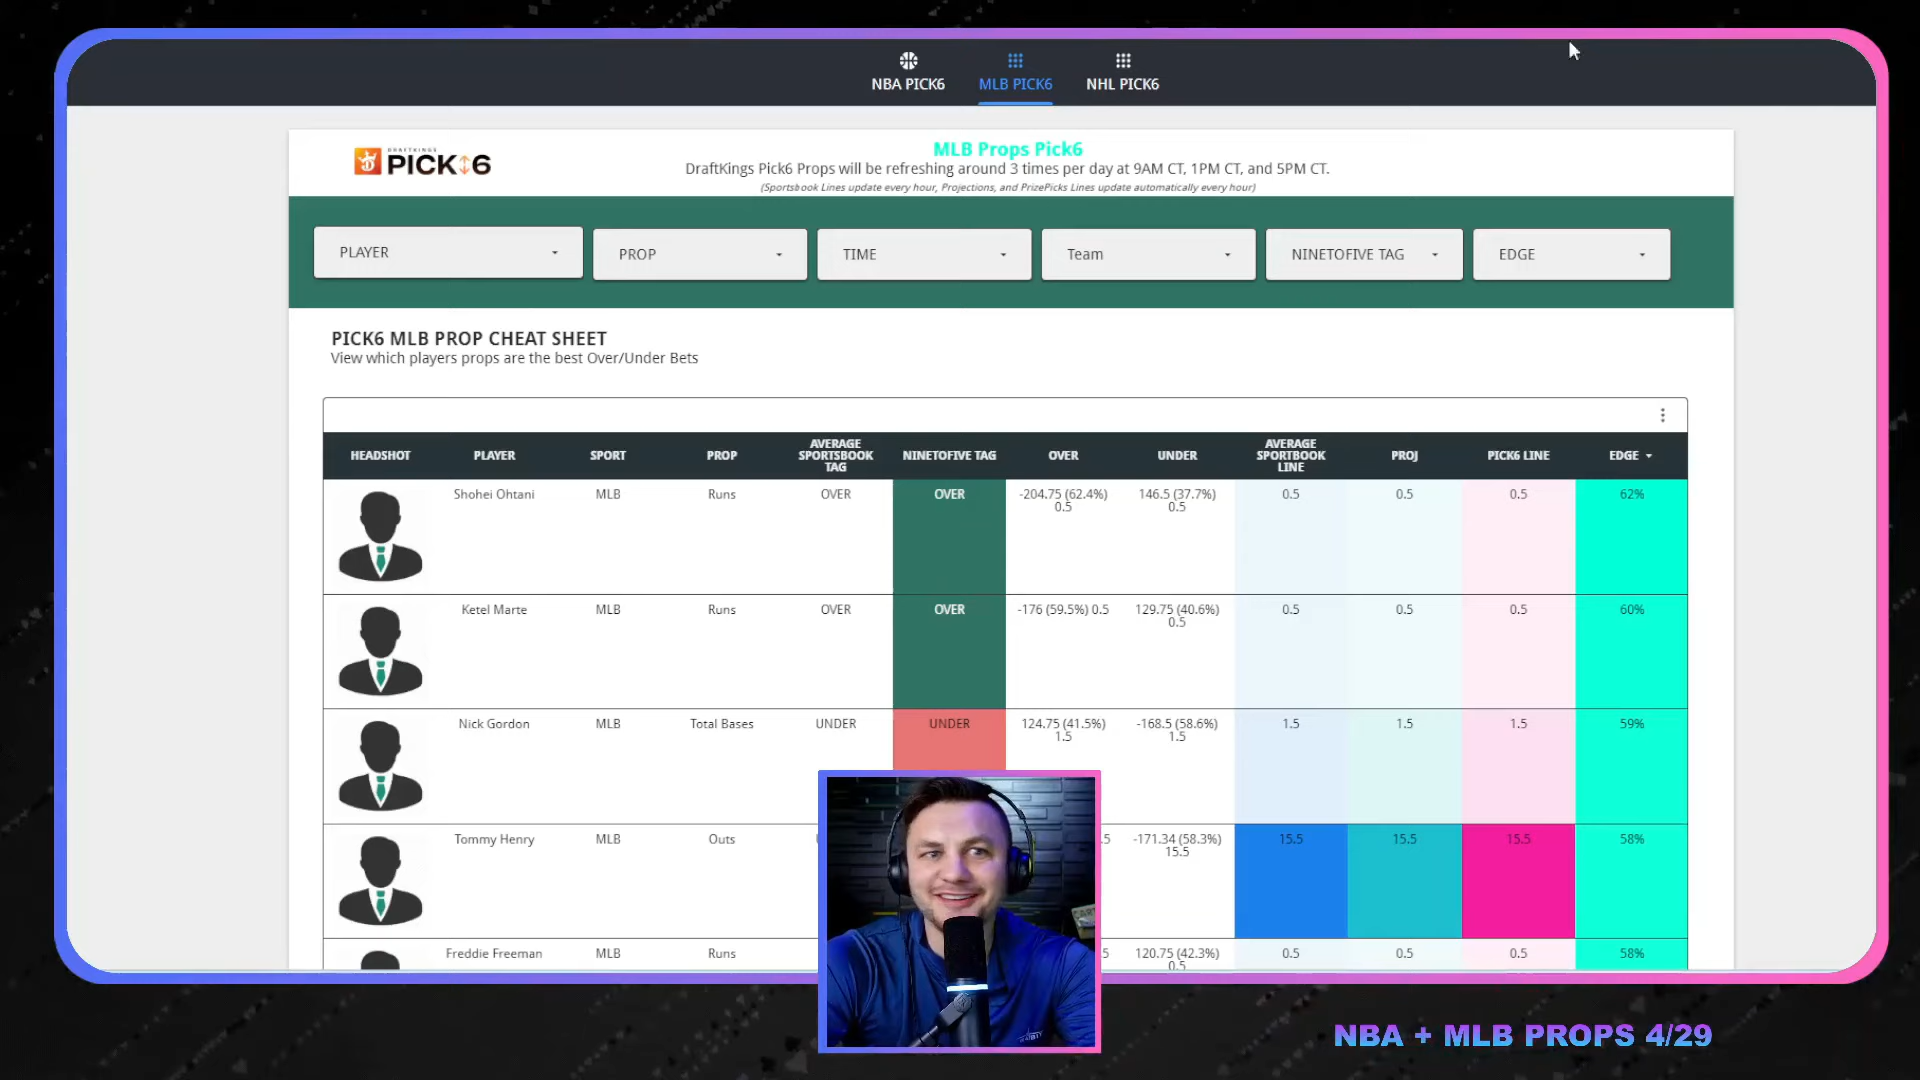 NBA PICK6 MLB PICK6 NHL PICK6
DRAFTKINGS
PICK6
MLB Props Pick6
DraftKings Pick6 Props will be refreshing around 3 times per day at 9AM CT, 1PM CT, and 5PM CT.
(Sportsbook Lines update every hour, Projections, and PrizePicks Lines update automatically every hour)
PLAYER PROP TIME Team NINETOFIVE TAG EDGE
PICK6 MLB PROP CHEAT SHEET
View which players props are the best Over/Under Bets
HEADSHOT PLAYER SPORT PROP AVERAGE SPORTSBOOK TAG NINETOFIVE TAG OVER UNDER AVERAGE SPORTBOOK LINE PROJ PICK6 LINE EDGE
Shohei Ohtani MLB Runs OVER OVER -204.75 (62.4%) 0.5 146.5 (37.7%) 0.5 0.5 0.5 0.5 62%
Ketel Marte MLB Runs OVER OVER -176 (59.5%) 0.5 129.75 (40.6%) 0.5 0.5 0.5 0.5 60%
Nick Gordon MLB Total Bases UNDER UNDER 124.75 (41.5%) 1.5 -168.5 (58.6%) 1.5 1.5 1.5 1.5 59%
Tommy Henry MLB Outs -171.34 (58.3%) 15.5 15.5 15.5 15.5 58%
Freddie Freeman MLB Runs 120.75 (42.3%) 0.5 0.5 0.5 0.5 58%
NBA + MLB PROPS 4/29